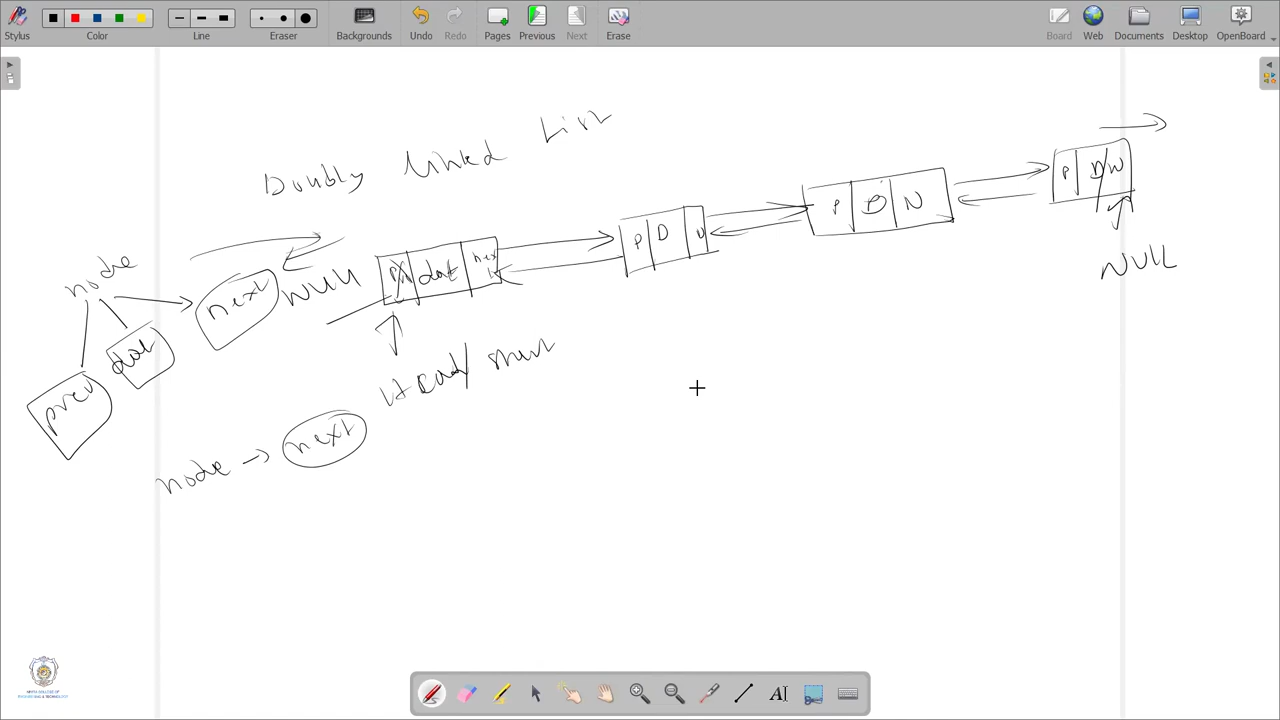 Stylus
Color
Line
Eraser
Backgrounds
Undo
Redo
Pages
Previous
Next
Erase
Board
Web
Documents
Desktop
OpenBoard
Doubly linked List
P D N
P D N
P D
NULL
data
NULL
node
next
prev
Head/
node → next